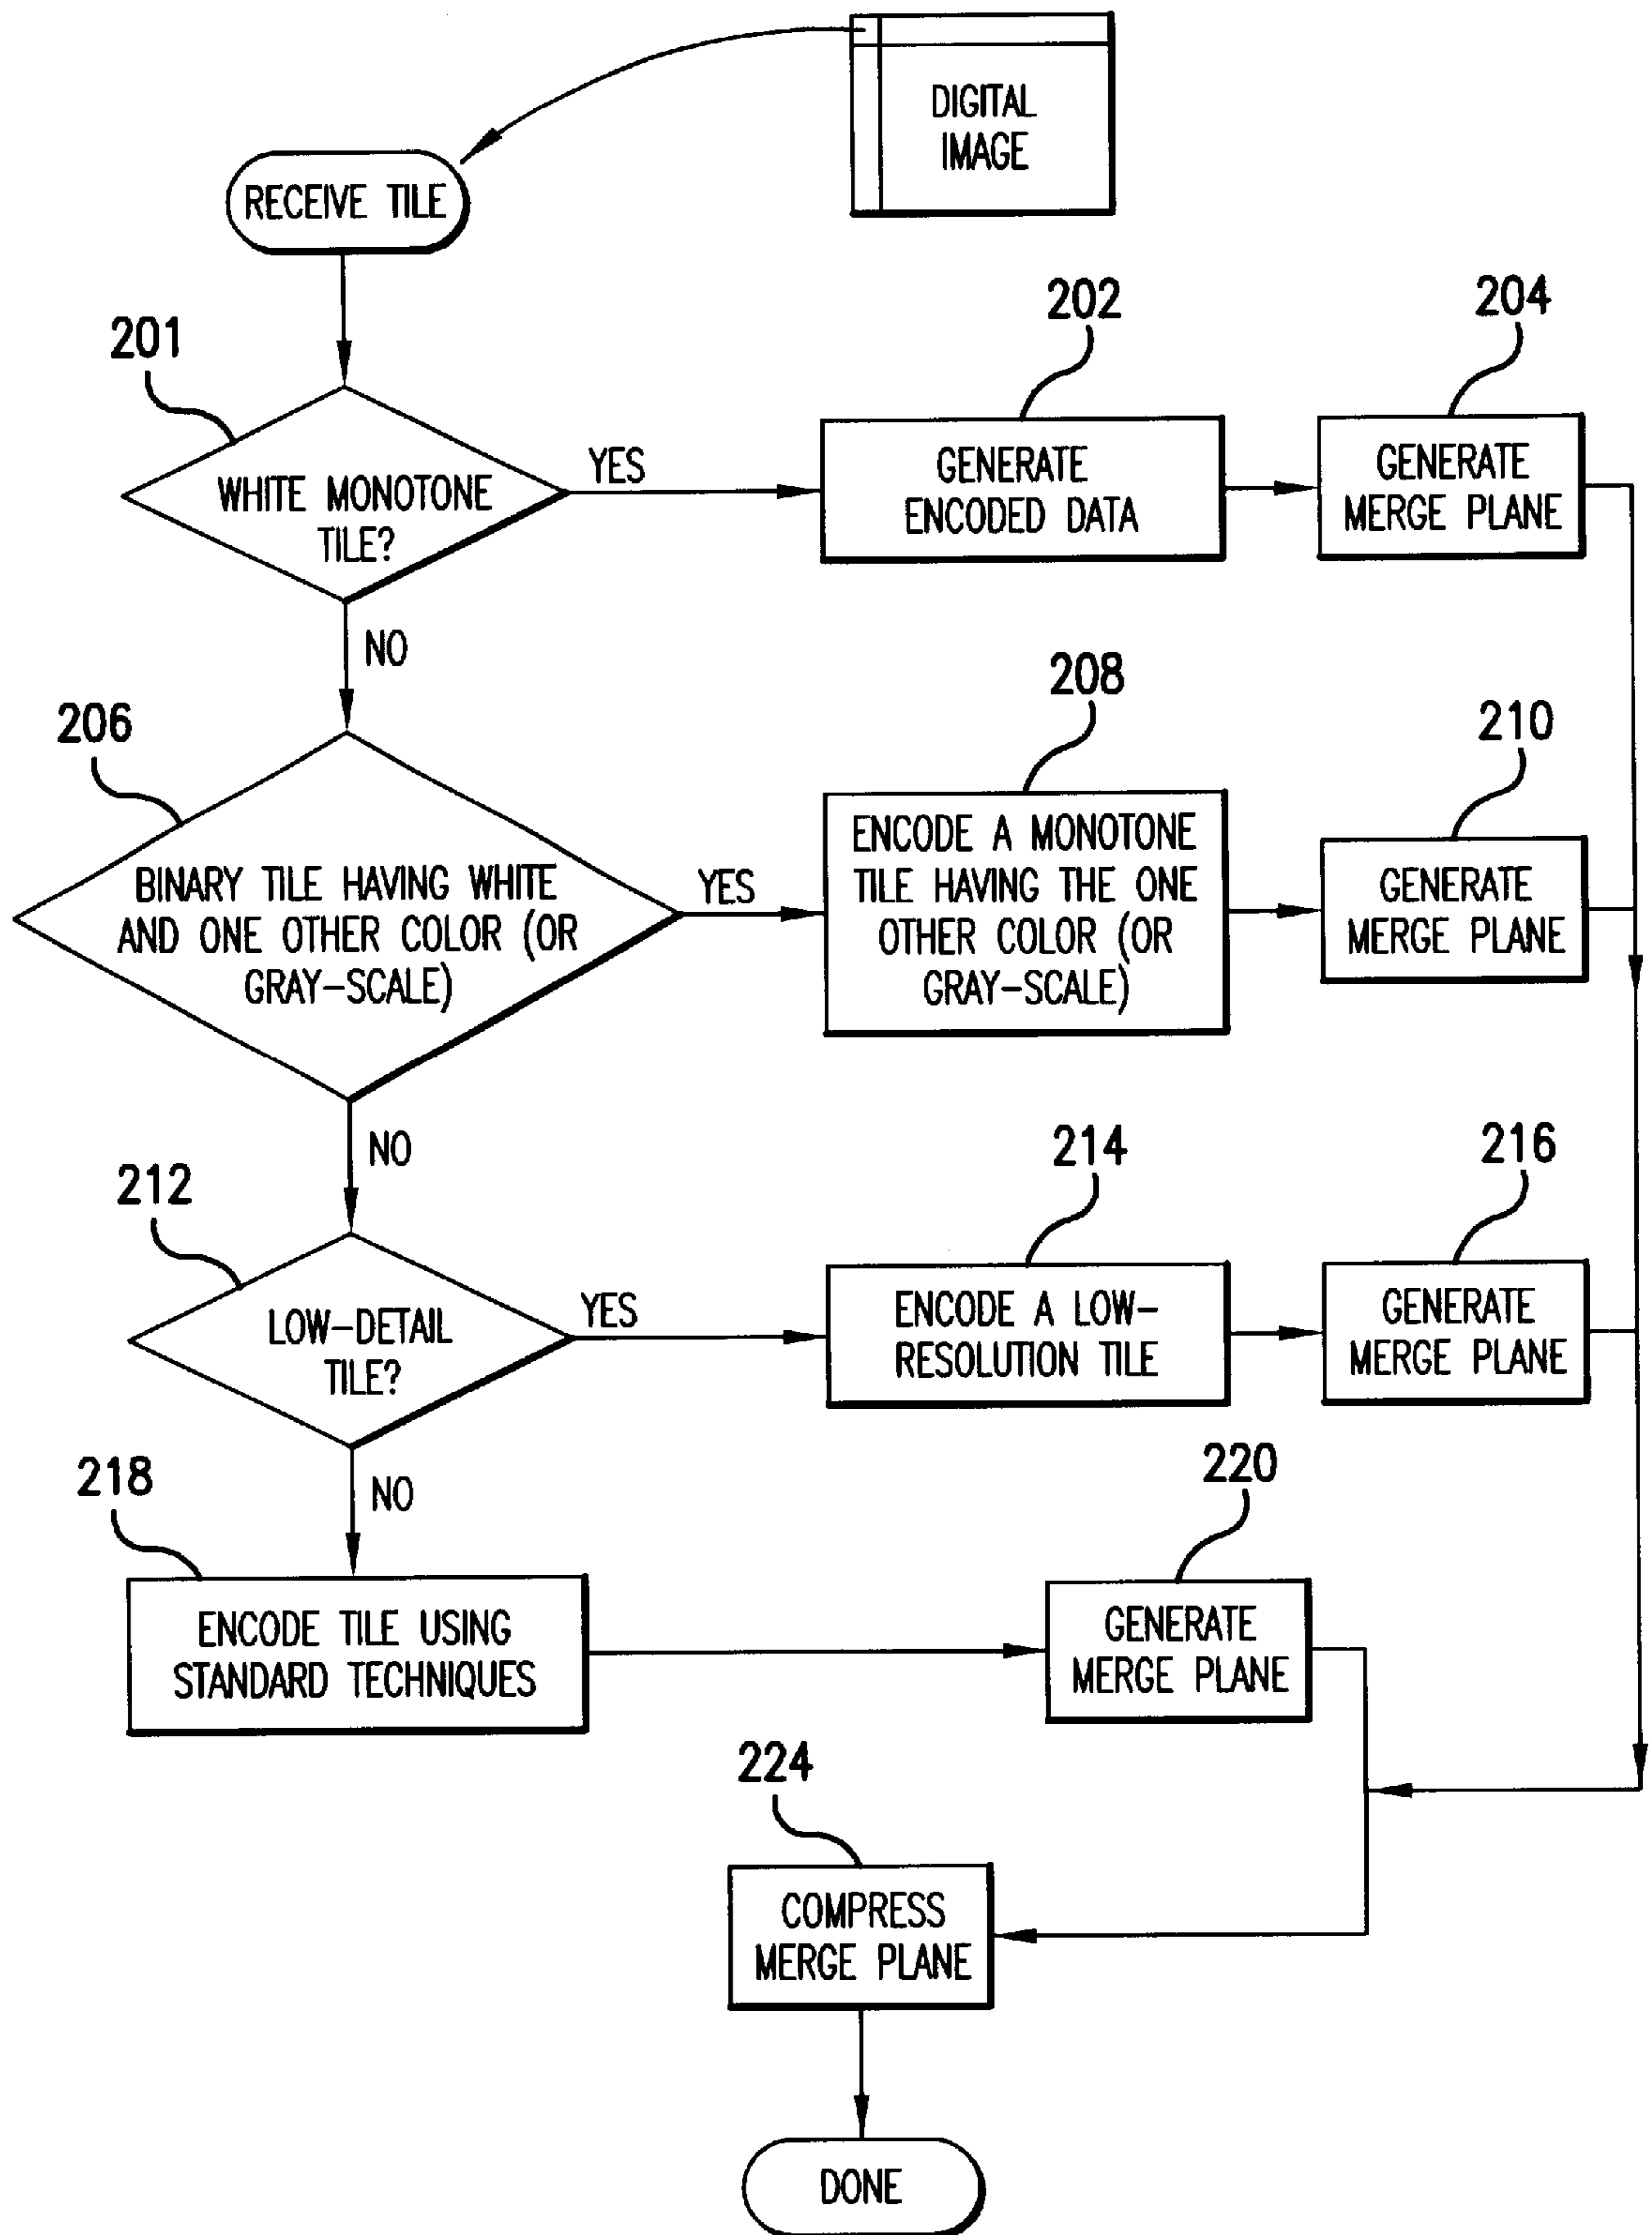 DIGITAL
IMAGE
RECEIVE TILE
201
202
204
WHITE MONOTONE
TILE?
YES
GENERATE
ENCODED DATA
GENERATE
MERGE PLANE
NO
206
208
210
BINARY TILE HAVING WHITE
AND ONE OTHER COLOR (OR
GRAY-SCALE)
YES
ENCODE A MONOTONE
TILE HAVING THE ONE
OTHER COLOR (OR
GRAY-SCALE)
GENERATE
MERGE PLANE
NO
212
214
216
LOW-DETAIL
TILE?
YES
ENCODE A LOW-
RESOLUTION TILE
GENERATE
MERGE PLANE
NO
218
220
ENCODE TILE USING
STANDARD TECHNIQUES
GENERATE
MERGE PLANE
224
COMPRESS
MERGE PLANE
DONE